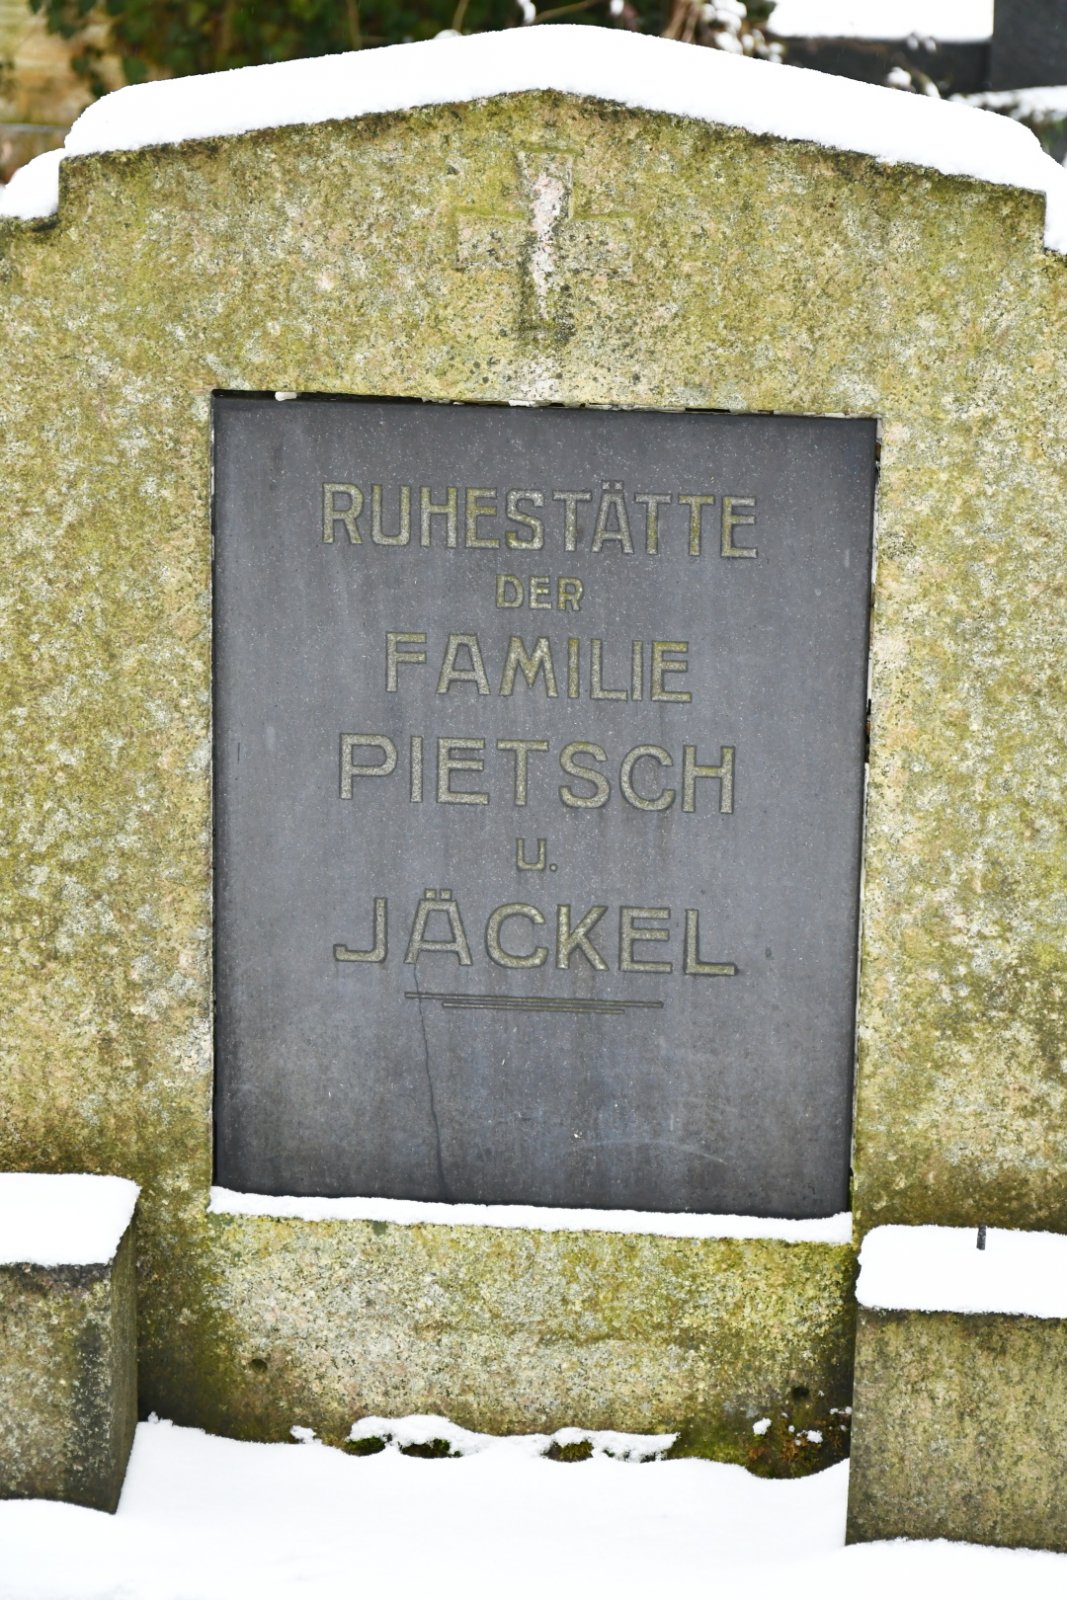 RUHESTÄTTE
DER
FAMILIE
PIETSCH
u.
JÄCKEL